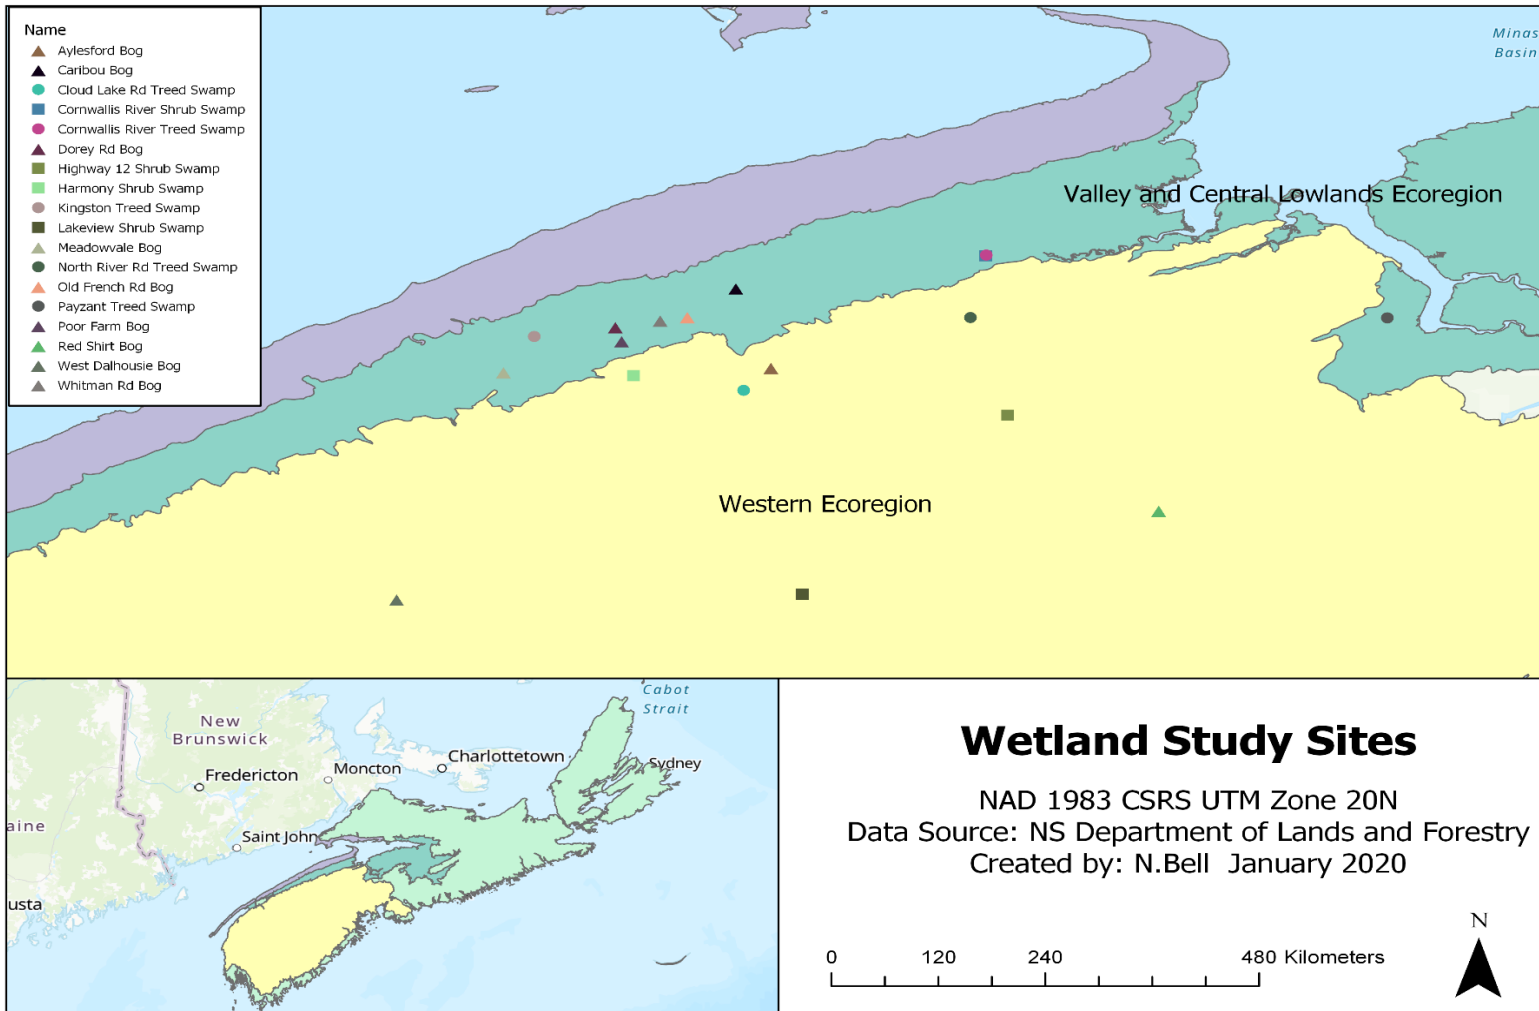 Name
Aylesford Bog
Caribou Bog
Cloud Lake Rd Treed Swamp
Cornwallis River Shrub Swamp
Cornwallis River Treed Swamp
Dorey Rd Bog
Highway 12 Shrub Swamp
Harmony Shrub Swamp
Kingston Treed Swamp
Lakeview Shrub Swamp
Meadowvale Bog
North River Rd Treed Swamp
Old French Rd Bog
Payzant Treed Swamp
Poor Farm Bog
Red Shirt Bog
West Dalhousie Bog
Whitman Rd Bog
Minas
Basin
Valley and Central Lowlands Ecoregion
Western Ecoregion
Cabot
Strait
New
Brunswick
Charlottetown
Sydney
Moncton
Fredericton
aine
Saint John
usta
Wetland Study Sites
NAD 1983 CSRS UTM Zone 20N
Data Source: NS Department of Lands and Forestry
Created by: N.Bell January 2020
N
0 120 240 480 Kilometers